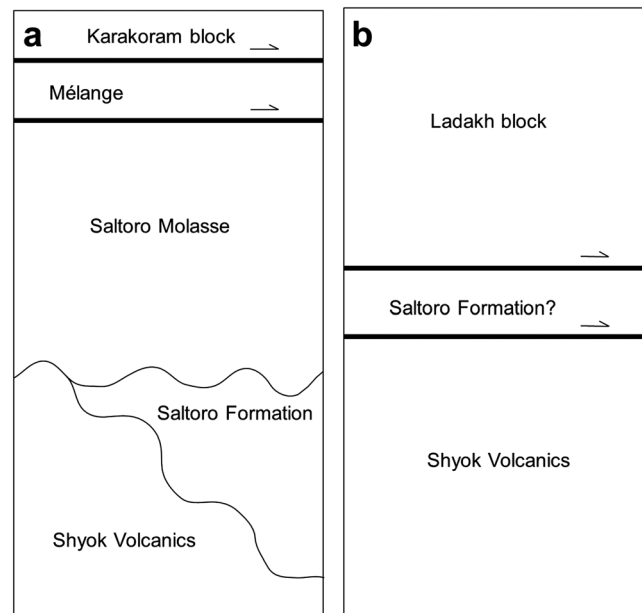 a
Karakoram block
Mélange
Saltoro Molasse
Saltoro Formation
Shyok Volcanics
b
Ladakh block
Saltoro Formation?
Shyok Volcanics